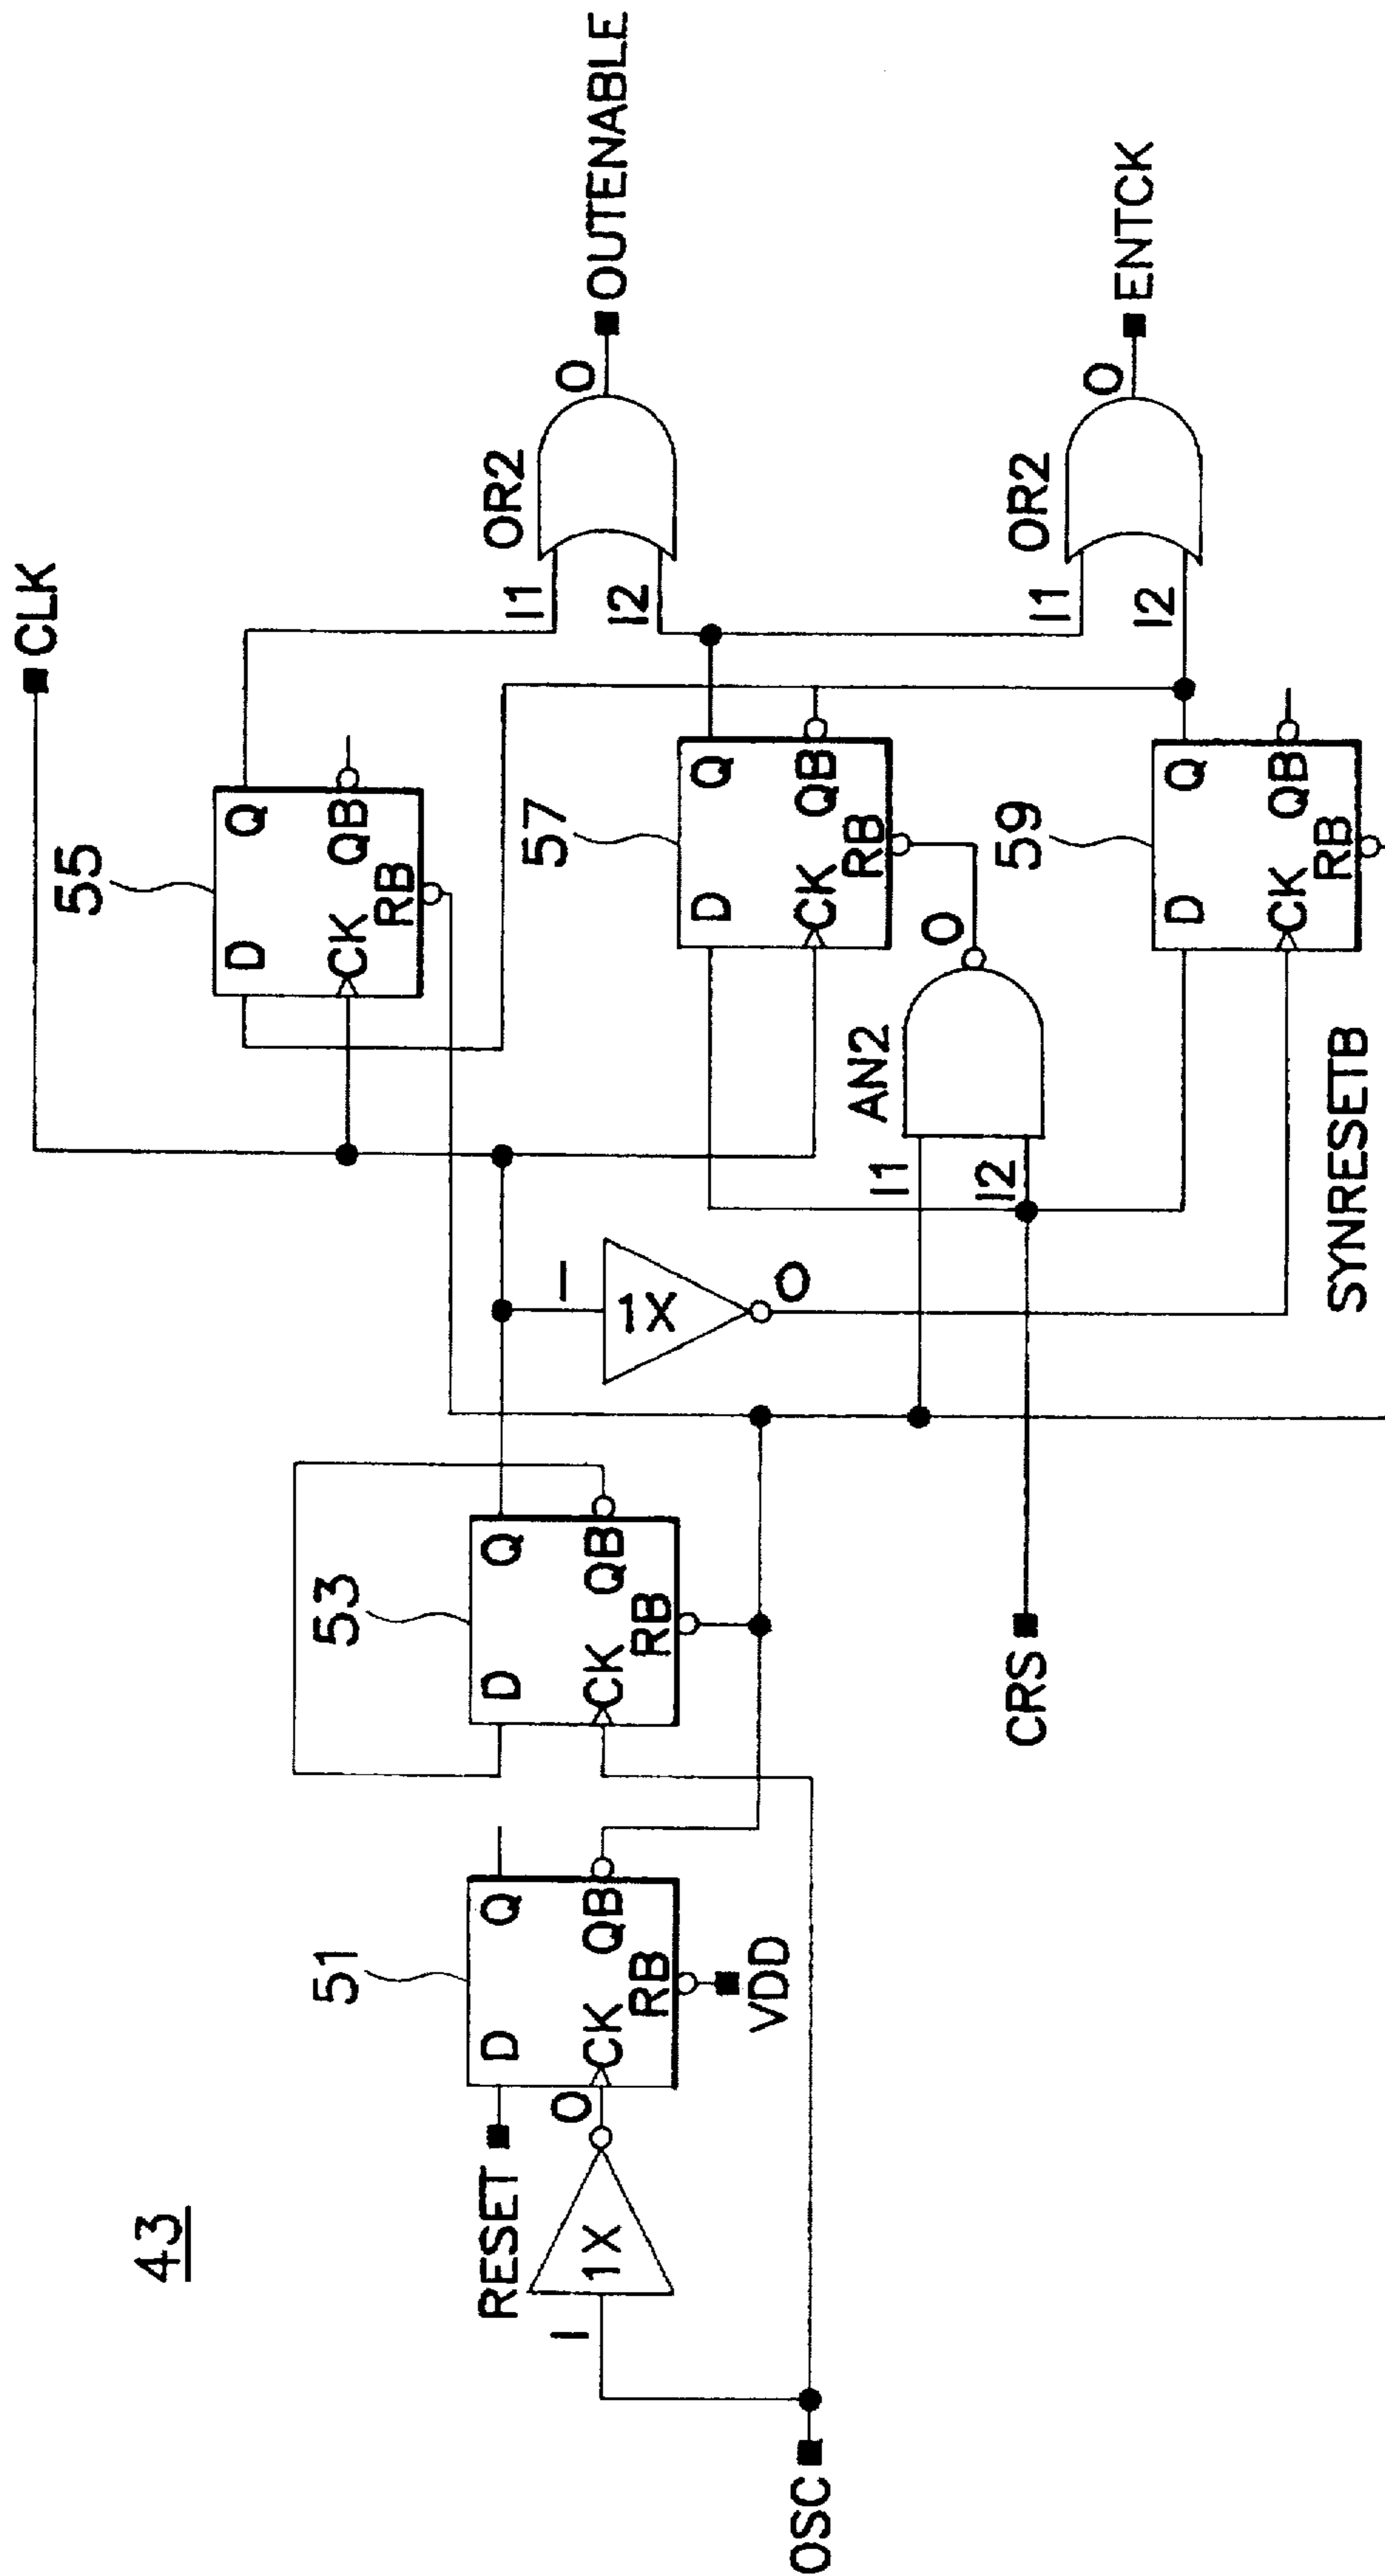 43
CLK
55
D
Q
CK
QB
RB
OR2
I1
I2
O
OUTENABLE
51
RESET
D
Q
CK
QB
RB
VDD
I
1X
O
OSC
53
D
Q
CK
QB
RB
I
1X
O
57
D
Q
CK
QB
RB
AN2
I1
I2
O
CRS
OR2
I1
I2
O
ENTCK
59
D
Q
CK
QB
RB
SYNRESETB